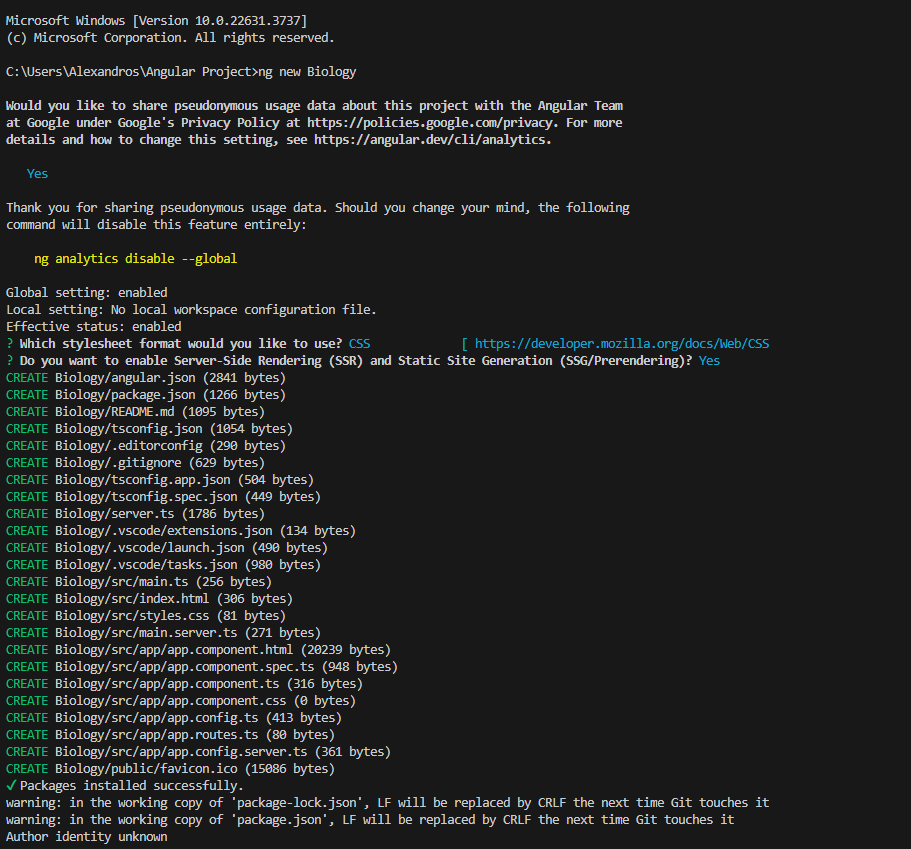 Microsoft Windows [Version 10.0.22631.3737]
(c) Microsoft Corporation. All rights reserved.
C:\Users\Alexandros\Angular Project>ng new Biology
Would you like to share pseudonymous usage data about this project with the Angular Team
at Google under Google's Privacy Policy at https://policies.google.com/privacy. For more
details and how to change this setting, see https://angular.dev/cli/analytics.
Yes
Thank you for sharing pseudonymous usage data. Should you change your mind, the following
command will disable this feature entirely:
ng analytics disable --global
Global setting: enabled
Local setting: No local workspace configuration file.
Effective status: enabled
? Which stylesheet format would you like to use? CSS [ https://developer.mozilla.org/docs/Web/CSS
? Do you want to enable Server-Side Rendering (SSR) and Static Site Generation (SSG/Prerendering)? Yes
CREATE Biology/angular.json (2841 bytes)
CREATE Biology/package.json (1266 bytes)
CREATE Biology/README.md (1095 bytes)
CREATE Biology/tsconfig.json (1054 bytes)
CREATE Biology/.editorconfig (290 bytes)
CREATE Biology/.gitignore (629 bytes)
CREATE Biology/tsconfig.app.json (504 bytes)
CREATE Biology/tsconfig.spec.json (449 bytes)
CREATE Biology/server.ts (1786 bytes)
CREATE Biology/.vscode/extensions.json (134 bytes)
CREATE Biology/.vscode/launch.json (490 bytes)
CREATE Biology/.vscode/tasks.json (980 bytes)
CREATE Biology/src/main.ts (256 bytes)
CREATE Biology/src/index.html (306 bytes)
CREATE Biology/src/styles.css (81 bytes)
CREATE Biology/src/main.server.ts (271 bytes)
CREATE Biology/src/app/app.component.html (20239 bytes)
CREATE Biology/src/app/app.component.spec.ts (948 bytes)
CREATE Biology/src/app/app.component.ts (316 bytes)
CREATE Biology/src/app/app.component.css (0 bytes)
CREATE Biology/src/app/app.config.ts (413 bytes)
CREATE Biology/src/app/app.routes.ts (80 bytes)
CREATE Biology/src/app/app.config.server.ts (361 bytes)
CREATE Biology/public/favicon.ico (15086 bytes)
✓ Packages installed successfully.
warning: in the working copy of 'package-lock.json', LF will be replaced by CRLF the next time Git touches it
warning: in the working copy of 'package.json', LF will be replaced by CRLF the next time Git touches it
Author identity unknown